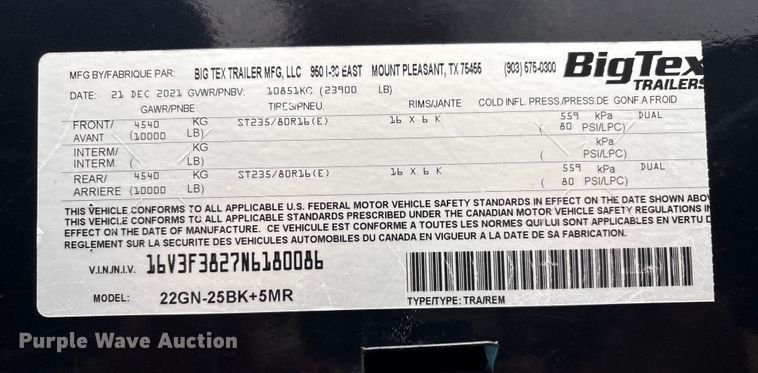 MFG BY/FABRIQUE PAR: BIG TEX TRAILER MFG, LLC 950 I-20 EAST MOUNT PLEASANT, TX 75455 (903) 575-0300 BigTex TRAILERS
DATE: 21 DEC 2021 GVWR/PNBV: 10851KG (23900 LB)
GAWR/PNBE TIRES/PNEU. RIMS/JANTE COLD INFL. PRESS./PRESS. DE GONF. A FROID
FRONT/ 4540 KG ST235/80R16(E) 16 X 6 K 559 kPa DUAL
AVANT (10000 LB) ( 80 PSI/LPC)
INTERM/ KG kPa
INTERM. ( LB) ( PSI/LPC)
REAR/ 4540 KG ST235/80R16(E) 16 X 6 K 559 kPa DUAL
ARRIERE (10000 LB) ( 80 PSI/LPC)
THIS VEHICLE CONFORMS TO ALL APPLICABLE U.S. FEDERAL MOTOR VEHICLE SAFETY STANDARDS IN EFFECT ON THE DATE SHOWN ABOV
THIS VEHICLE CONFORMS TO ALL APPLICABLE STANDARDS PRESCRIBED UNDER THE CANADIAN MOTOR VEHICLE SAFETY REGULATIONS IN
EFFECT ON THE DATE OF MANUFACTURE. CE VEHICULE EST CONFORME A TOUTES LES NORMES QUI SONT APPLICABLES EN VERTU D
REGLEMENT SUR LA SECURITE DES VEHICULES AUTOMOBILES DU CANADA EN VIGUEUR A LA DATE DE SA FABRICATION.
V.I.N./N.I.V. 16V3F3827N6180086
MODEL: 22GN-25BK+5MR TYPE/TYPE: TRA/REM
Purple Wave Auction